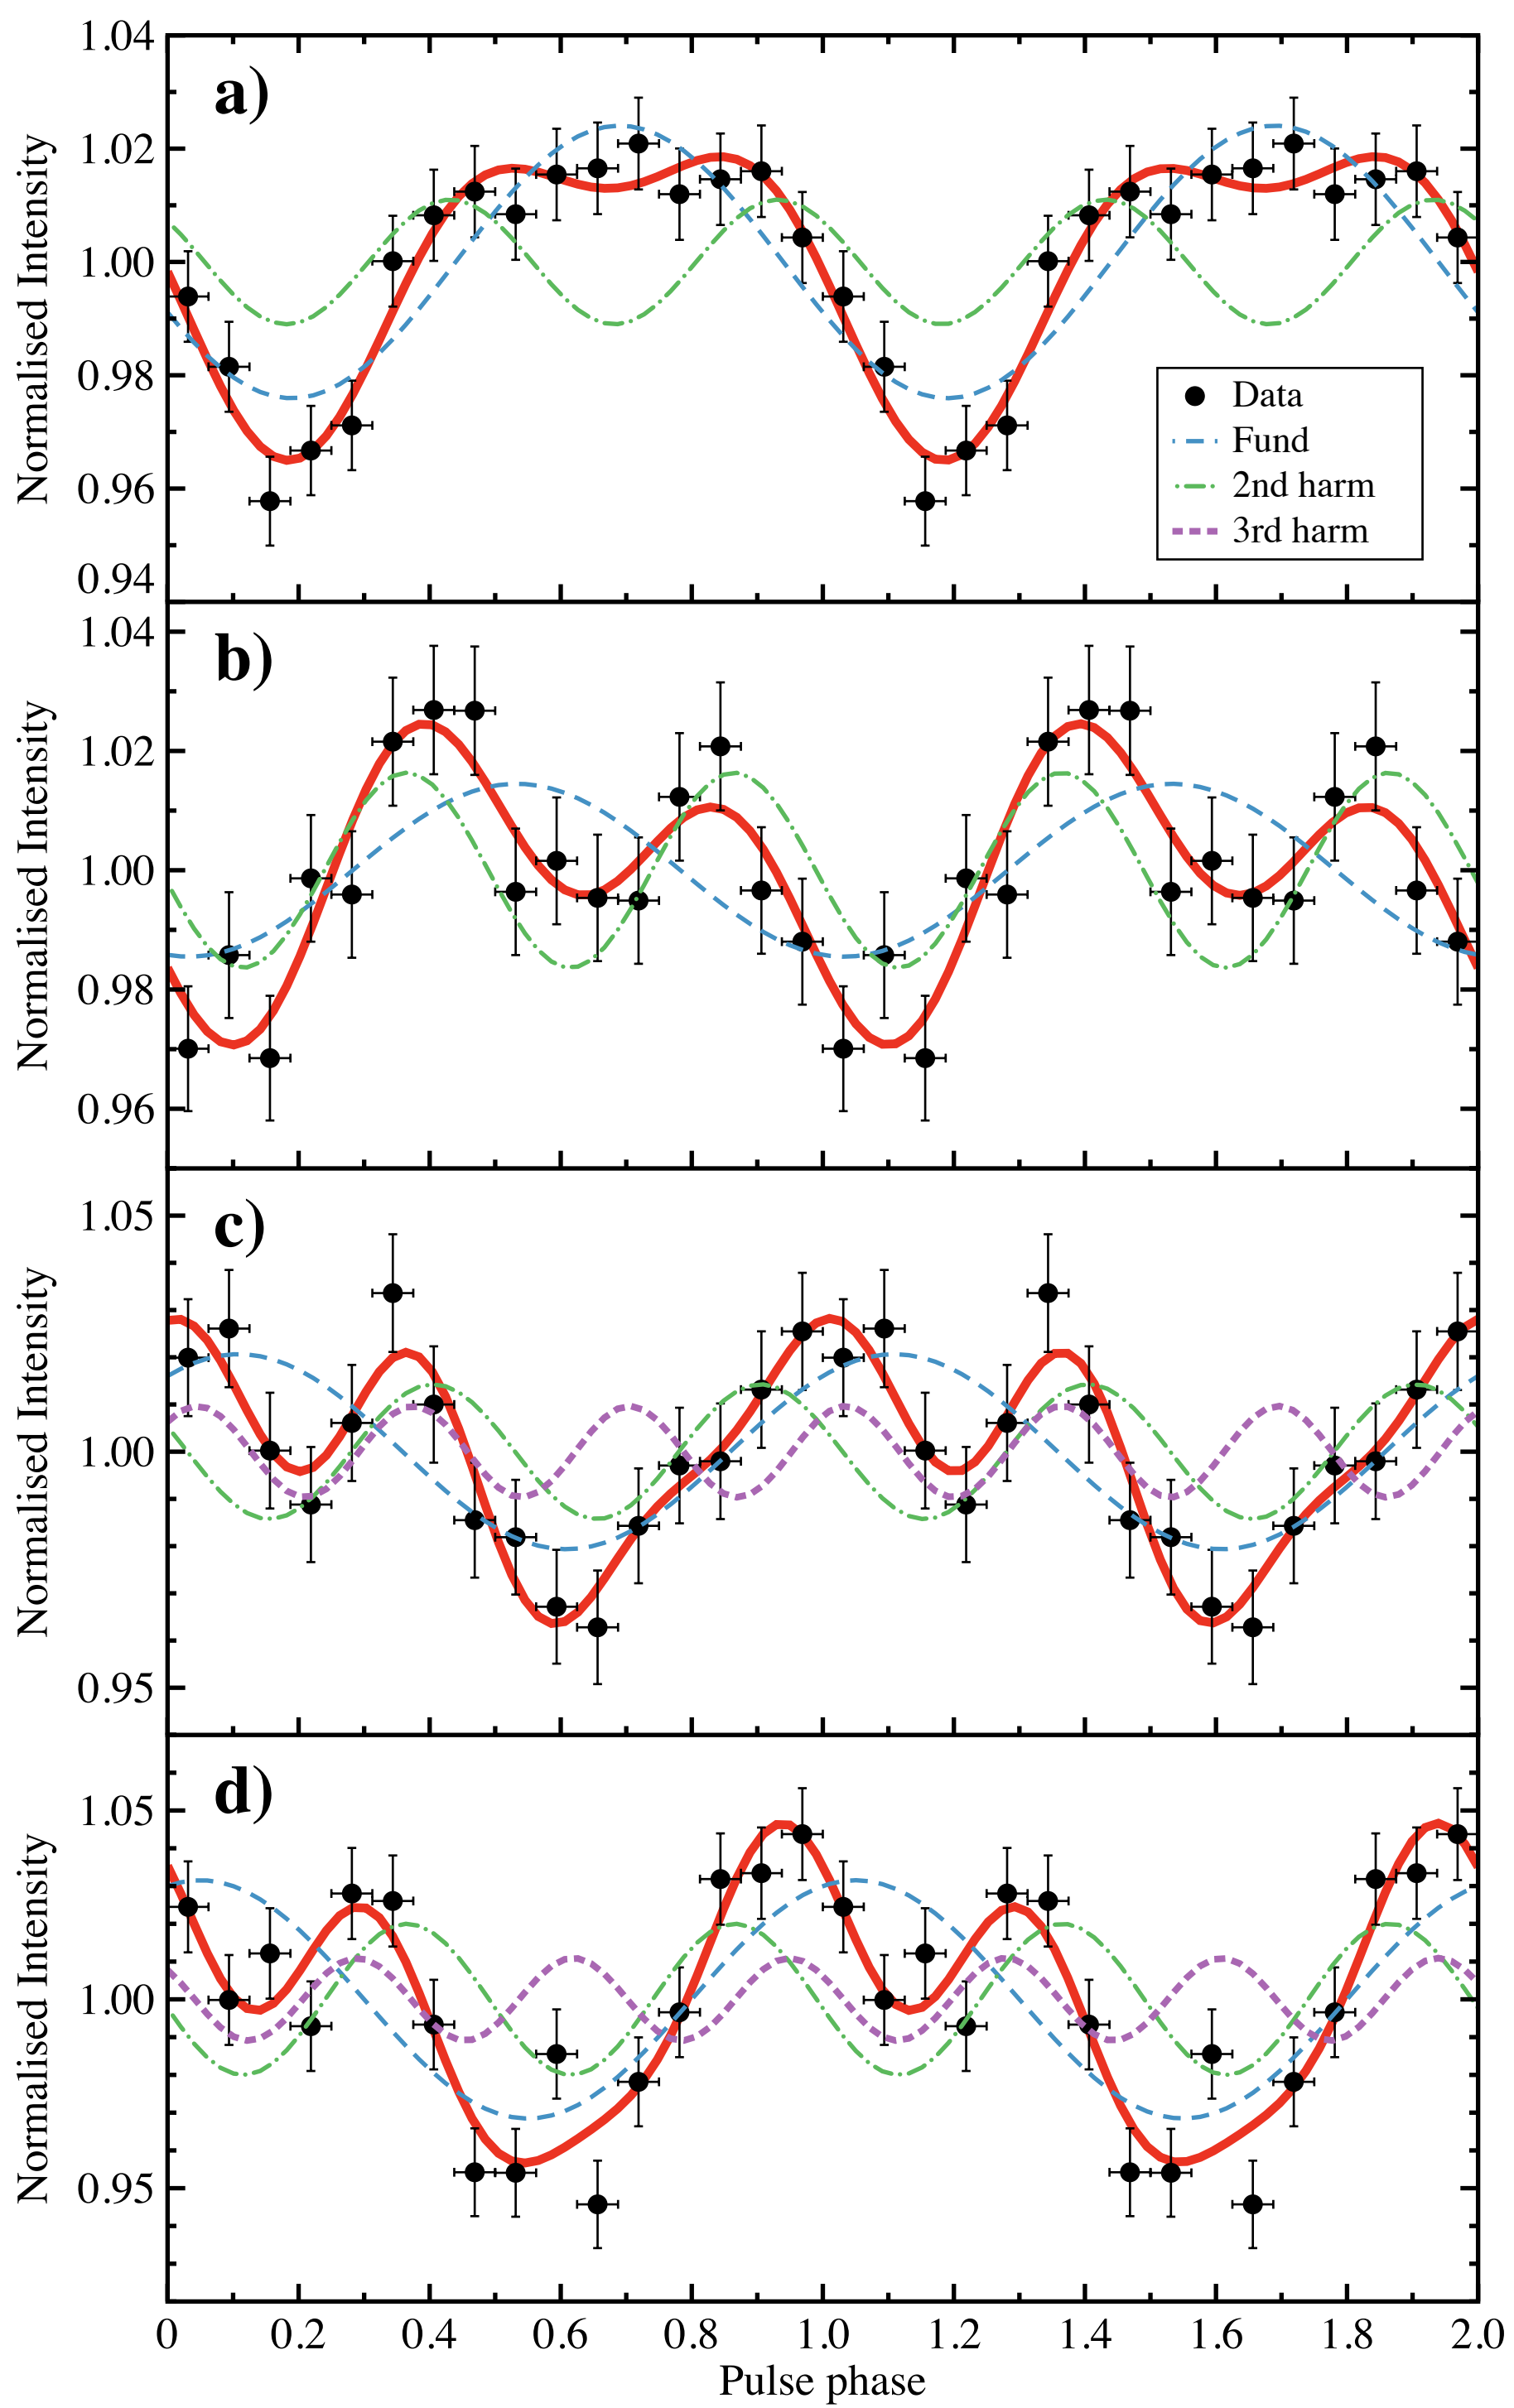 a)
Normalised Intensity
1.04
1.02
1.00
0.98
0.96
0.94
Data
Fund
2nd harm
3rd harm
b)
Normalised Intensity
1.04
1.02
1.00
0.98
0.96
c)
Normalised Intensity
1.05
1.00
0.95
d)
Normalised Intensity
1.05
1.00
0.95
0 0.2 0.4 0.6 0.8 1.0 1.2 1.4 1.6 1.8 2.0
Pulse phase